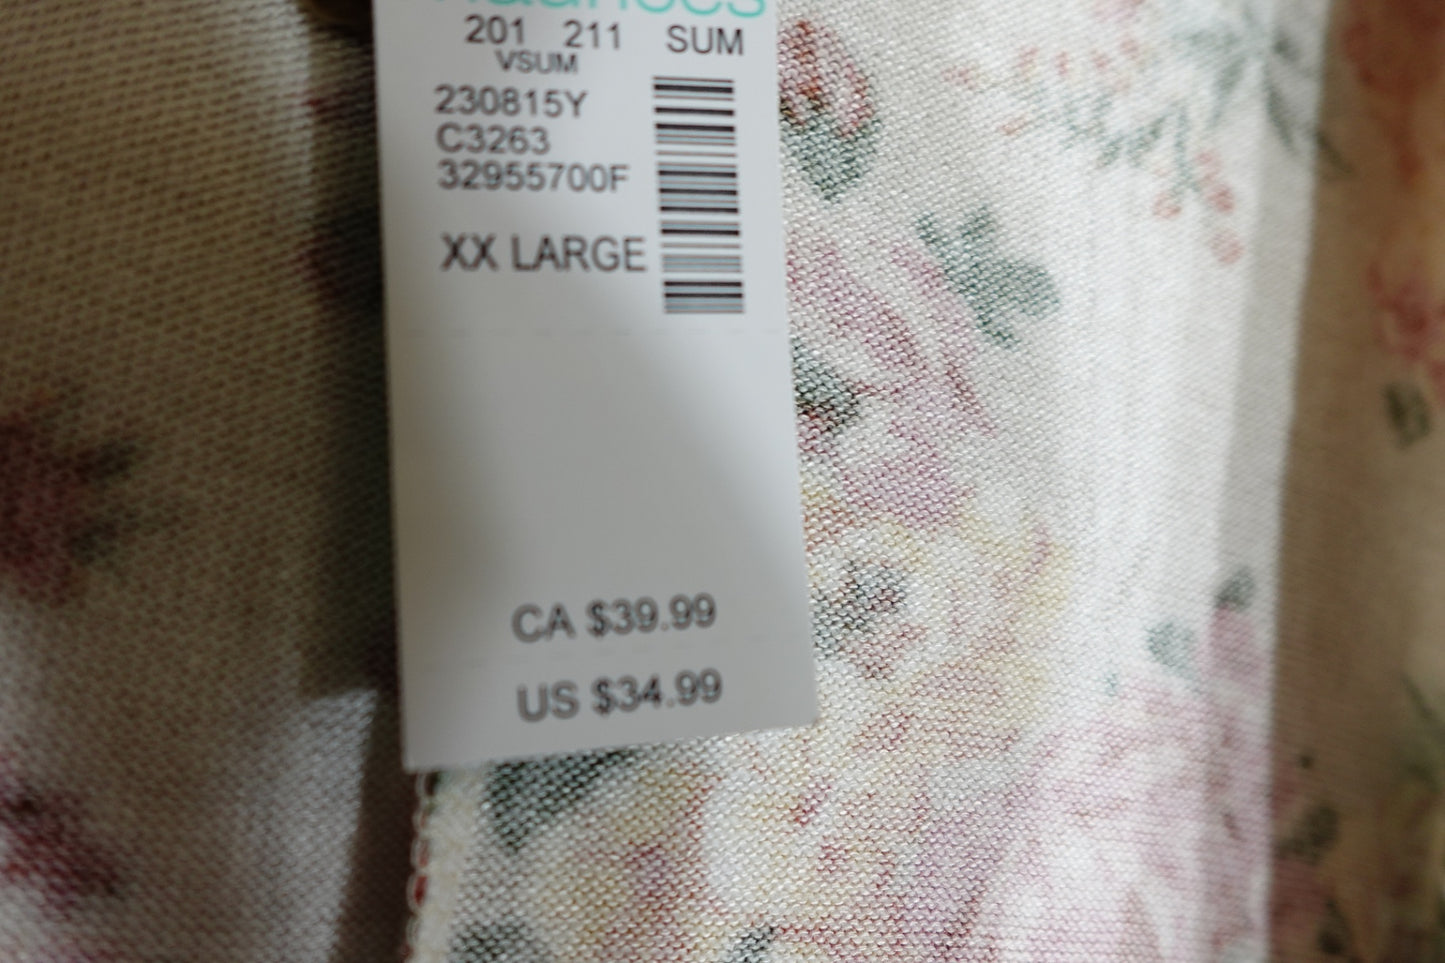 201 211 SUM
VSUM
230815Y
C3263
32955700F
XX LARGE
CA $39.99
US $34.99